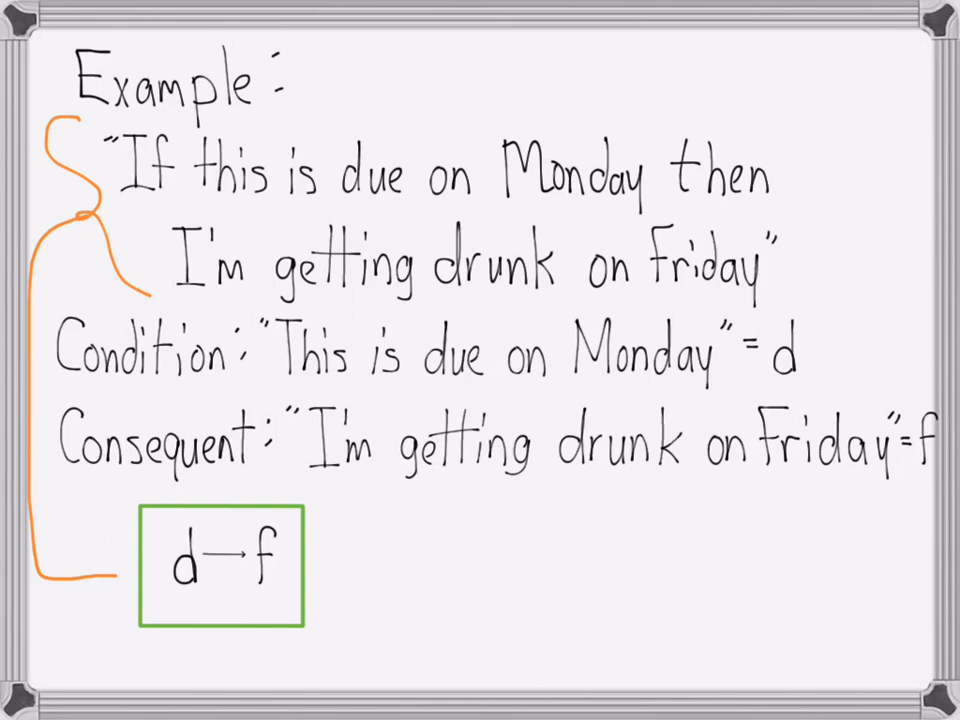 Example:
"If this is due on Monday then
I'm getting drunk on Friday"
Condition: "This is due on Monday" = d
Consequent: "I'm getting drunk on Friday" = f
d → f